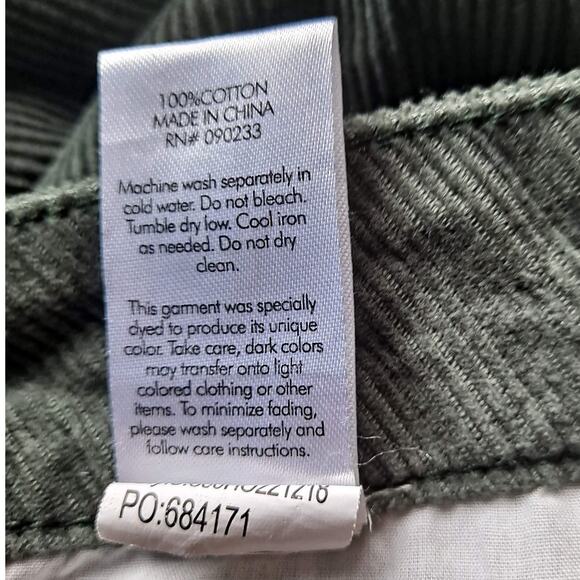 100%COTTON
MADE IN CHINA
RN# 090233
Machine wash separately in
cold water. Do not bleach.
Tumble dry low. Cool iron
as needed. Do not dry
clean.
This garment was specially
dyed to produce its unique
color. Take care, dark colors
may transfer onto light
colored clothing or other
items. To minimize fading,
please wash separately and
follow care instructions.
PO:684171